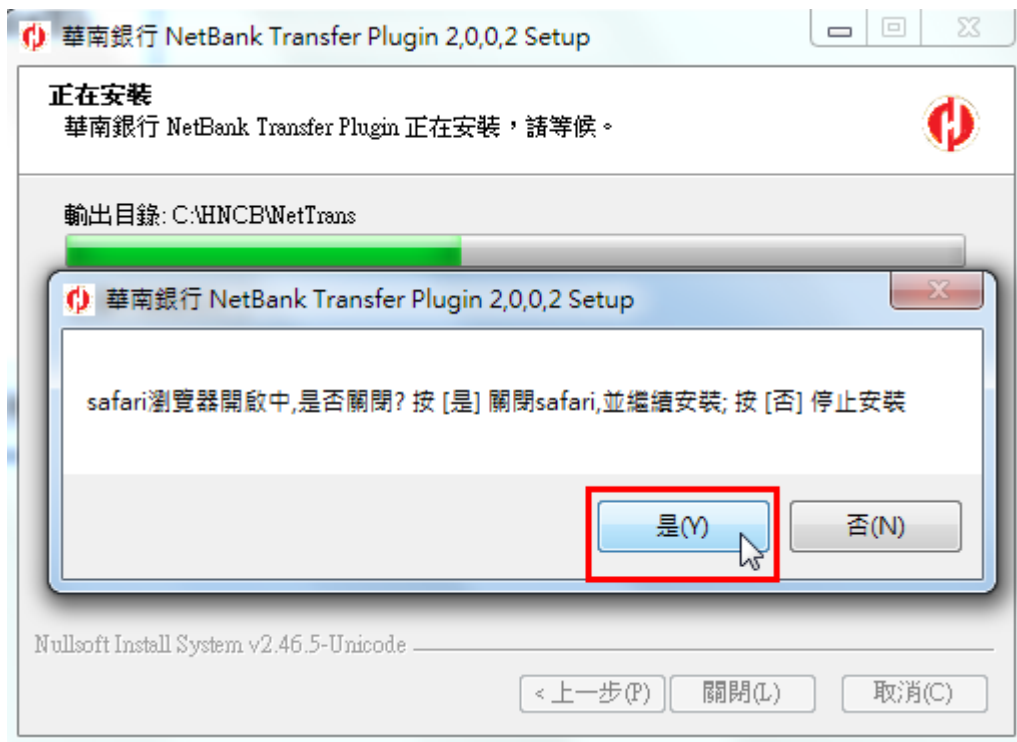 華南銀行 NetBank Transfer Plugin 2,0,0,2 Setup
正在安裝
華南銀行 NetBank Transfer Plugin 正在安裝，請等候。
輸出目錄: C:\HNCB\NetTrans
華南銀行 NetBank Transfer Plugin 2,0,0,2 Setup
safari瀏覽器開啟中,是否關閉? 按 [是] 關閉safari,並繼續安裝; 按 [否] 停止安裝
是(Y) 否(N)
Nullsoft Install System v2.46.5-Unicode
< 上一步(P) 關閉(L) 取消(C)